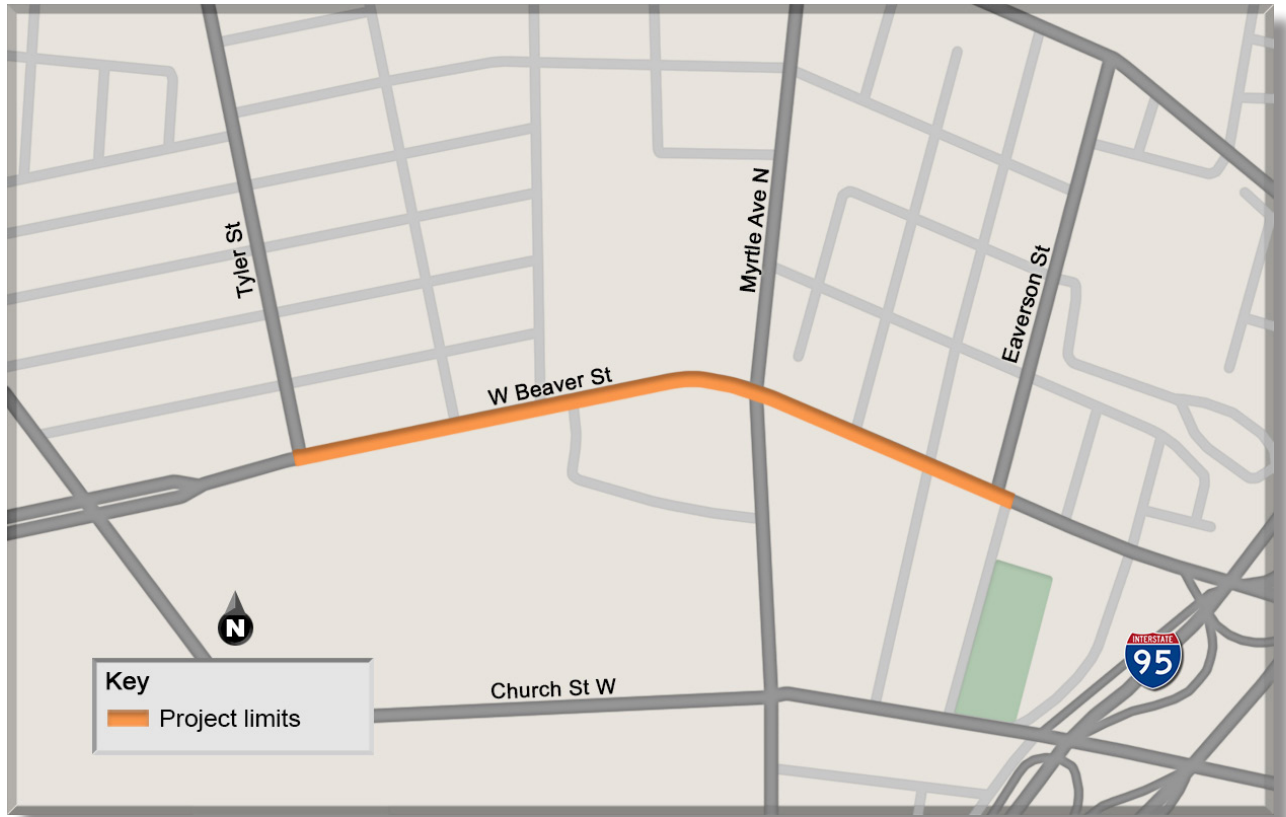 Tyler St
Myrtle Ave N
Eaverson St
W Beaver St
N
INTERSTATE
95
Key
Project limits
Church St W